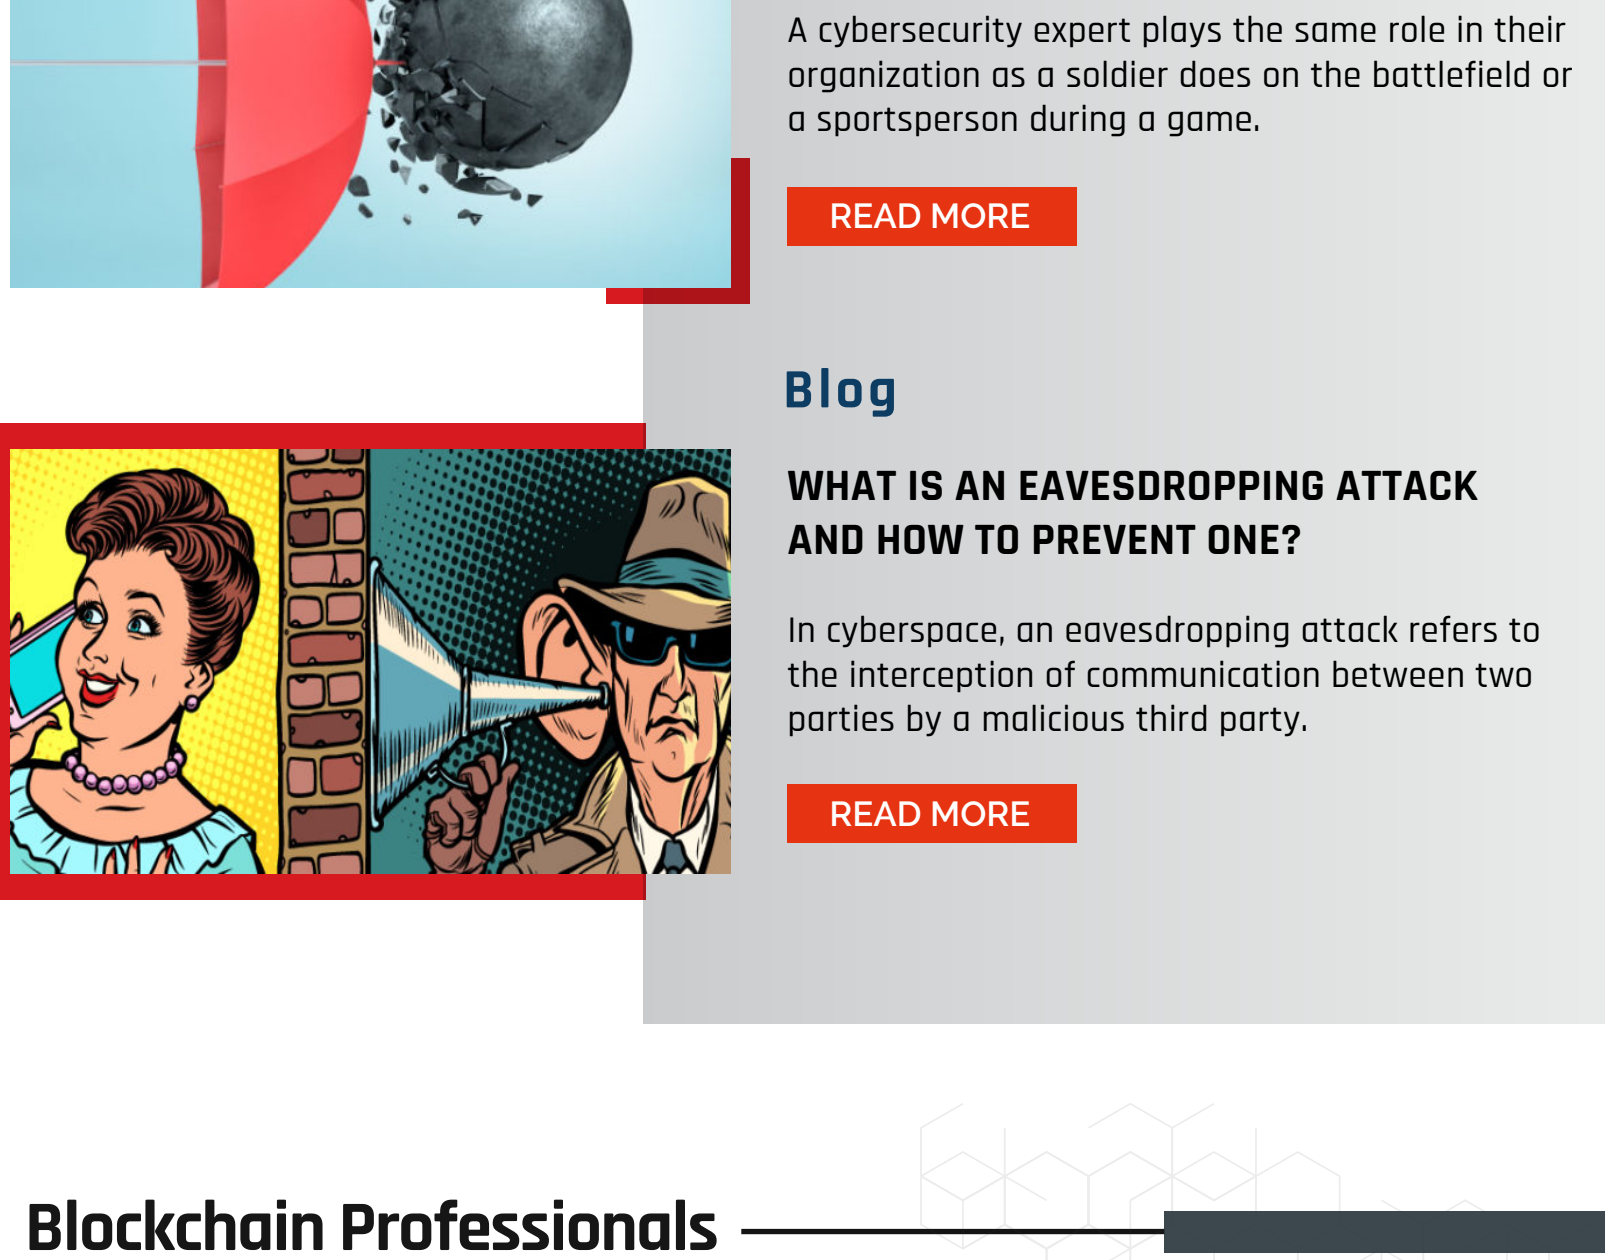 A cybersecurity expert plays the same role in their
organization as a soldier does on the battlefield or
a sportsperson during a game.
READ MORE
Blog
WHAT IS AN EAVESDROPPING ATTACK
AND HOW TO PREVENT ONE?
In cyberspace, an eavesdropping attack refers to
the interception of communication between two
parties by a malicious third party.
READ MORE
Blockchain Professionals